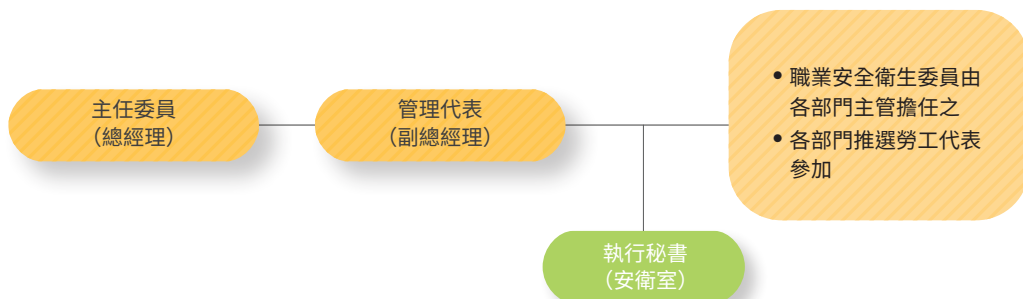 主任委員
（總經理）
管理代表
（副總經理）
• 職業安全衛生委員由
各部門主管擔任之
• 各部門推選勞工代表
參加
執行秘書
（安衛室）